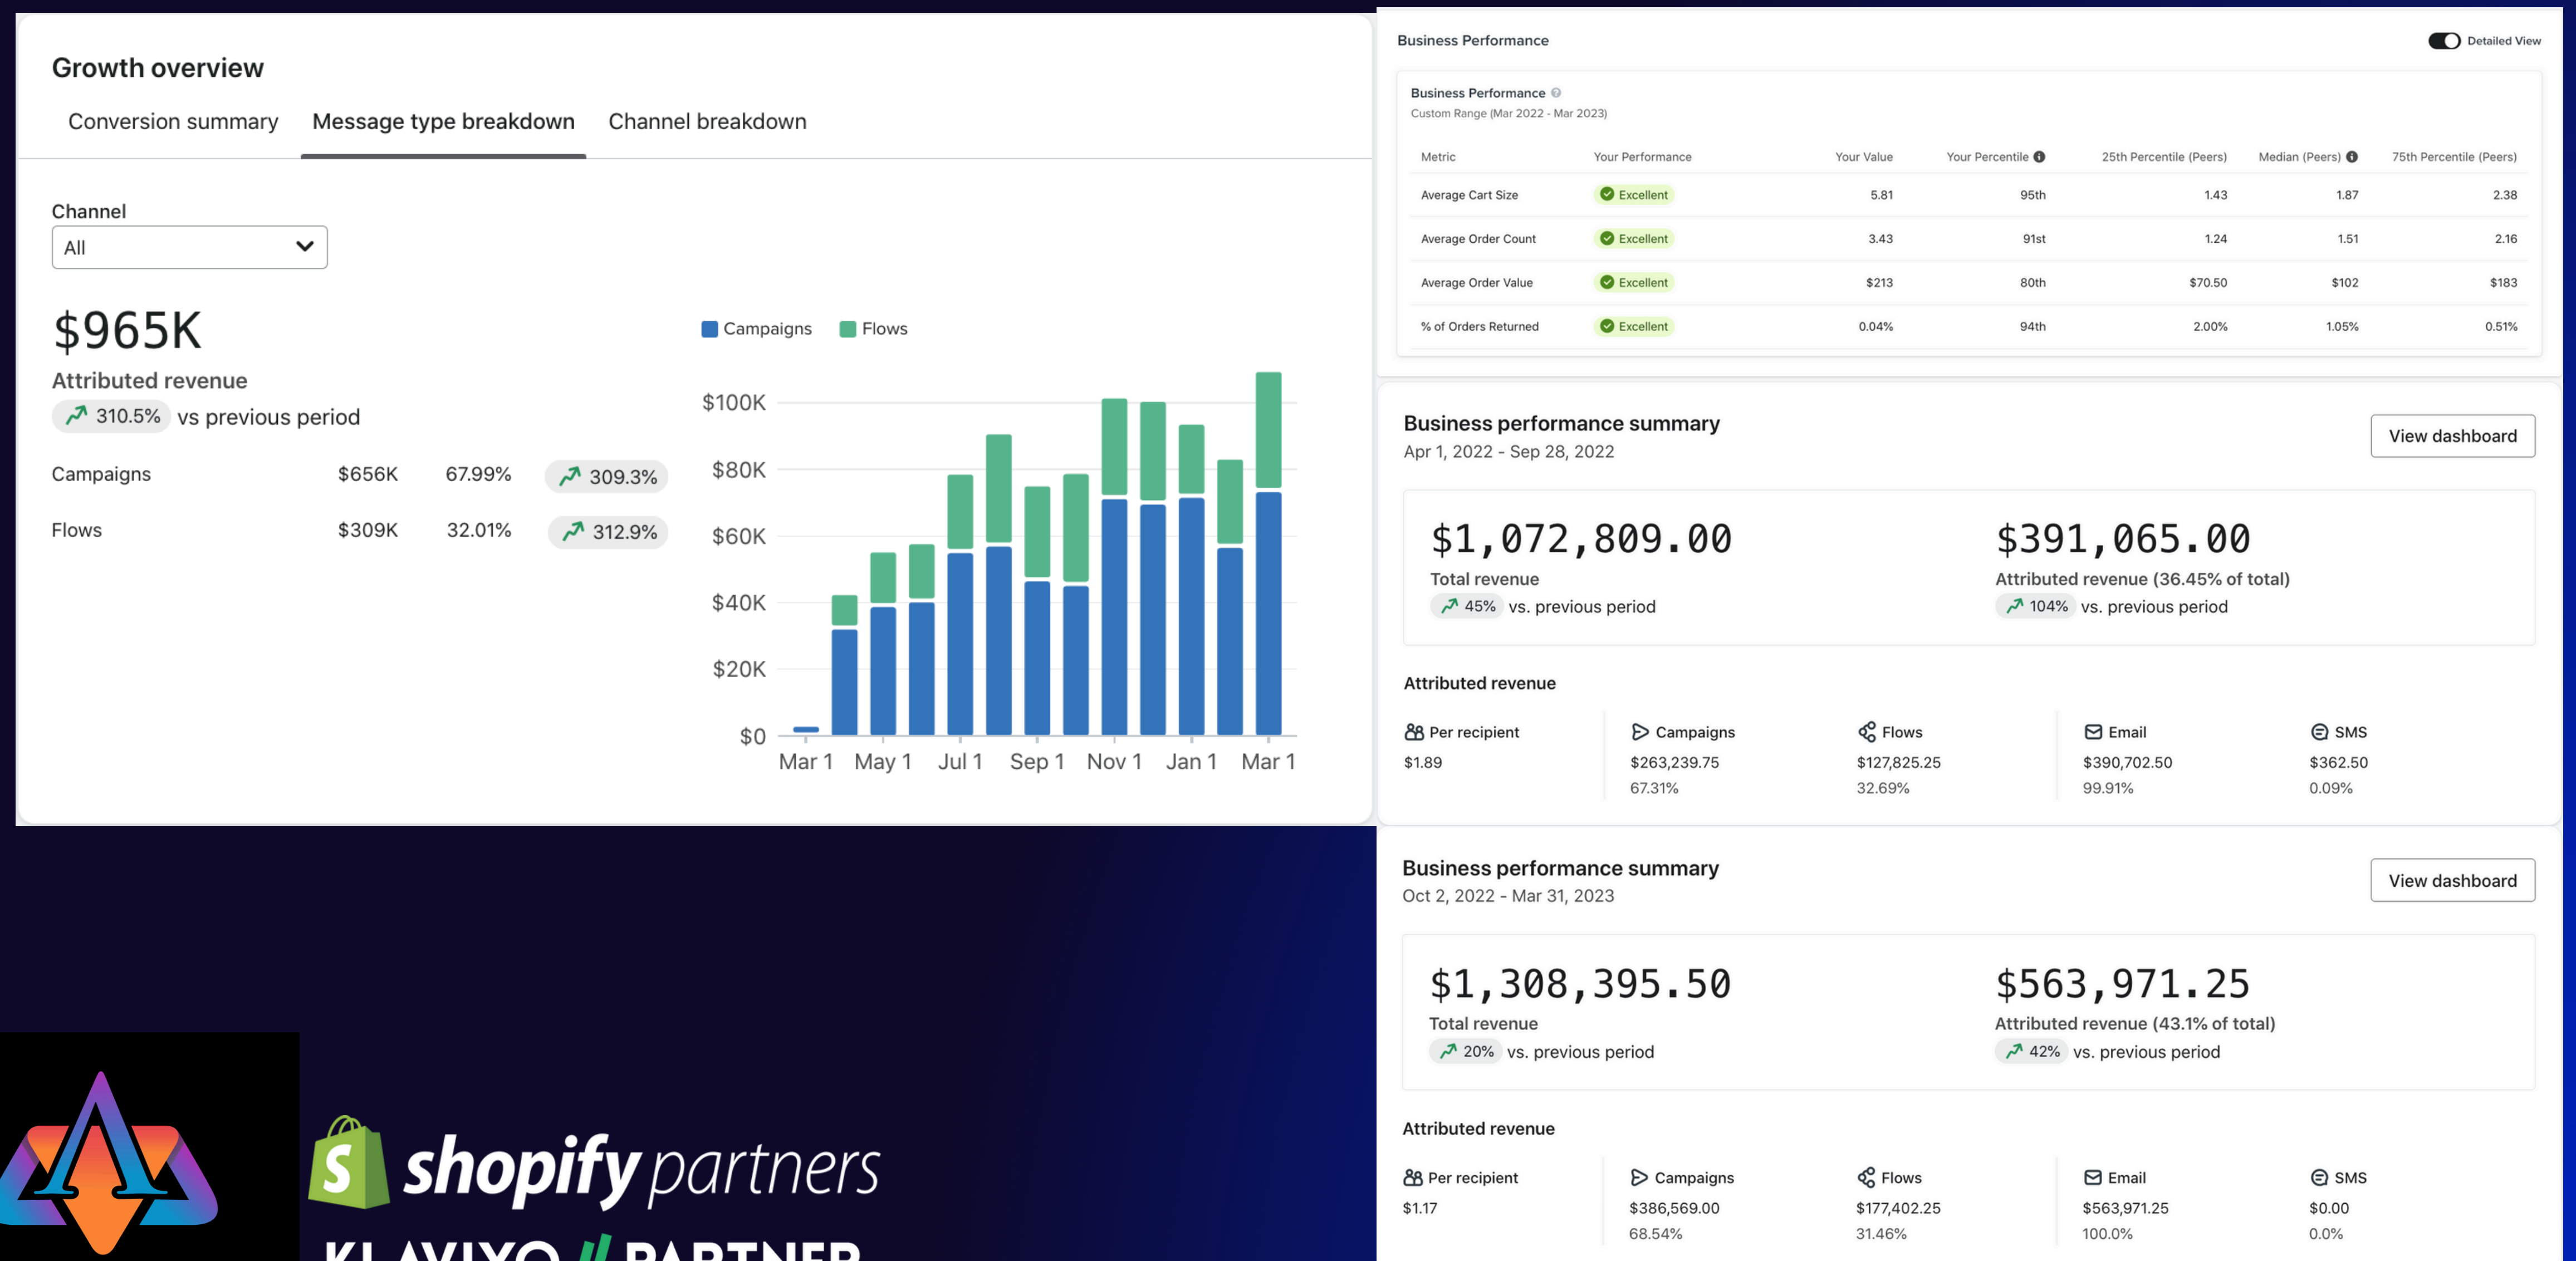 Growth overview
Conversion summary Message type breakdown Channel breakdown
Channel
All
$965K
Attributed revenue
310.5% vs previous period
Campaigns $656K 67.99% 309.3%
Flows $309K 32.01% 312.9%
Campaigns Flows
$100K
$80K
$60K
$40K
$20K
$0
Mar 1 May 1 Jul 1 Sep 1 Nov 1 Jan 1 Mar 1
Business Performance Detailed View
Business Performance
Custom Range (Mar 2022 - Mar 2023)
Metric Your Performance Your Value Your Percentile 25th Percentile (Peers) Median (Peers) 75th Percentile (Peers)
Average Cart Size Excellent 5.81 95th 1.43 1.87 2.38
Average Order Count Excellent 3.43 91st 1.24 1.51 2.16
Average Order Value Excellent $213 80th $70.50 $102 $183
% of Orders Returned Excellent 0.04% 94th 2.00% 1.05% 0.51%
Business performance summary View dashboard
Apr 1, 2022 - Sep 28, 2022
$1,072,809.00 $391,065.00
Total revenue Attributed revenue (36.45% of total)
45% vs. previous period 104% vs. previous period
Attributed revenue
Per recipient Campaigns Flows Email SMS
$1.89 $263,239.75 $127,825.25 $390,702.50 $362.50
67.31% 32.69% 99.91% 0.09%
Business performance summary View dashboard
Oct 2, 2022 - Mar 31, 2023
$1,308,395.50 $563,971.25
Total revenue Attributed revenue (43.1% of total)
20% vs. previous period 42% vs. previous period
Attributed revenue
Per recipient Campaigns Flows Email SMS
$1.17 $386,569.00 $177,402.25 $563,971.25 $0.00
68.54% 31.46% 100.0% 0.0%
shopify partners
KLAVIYO PARTNER